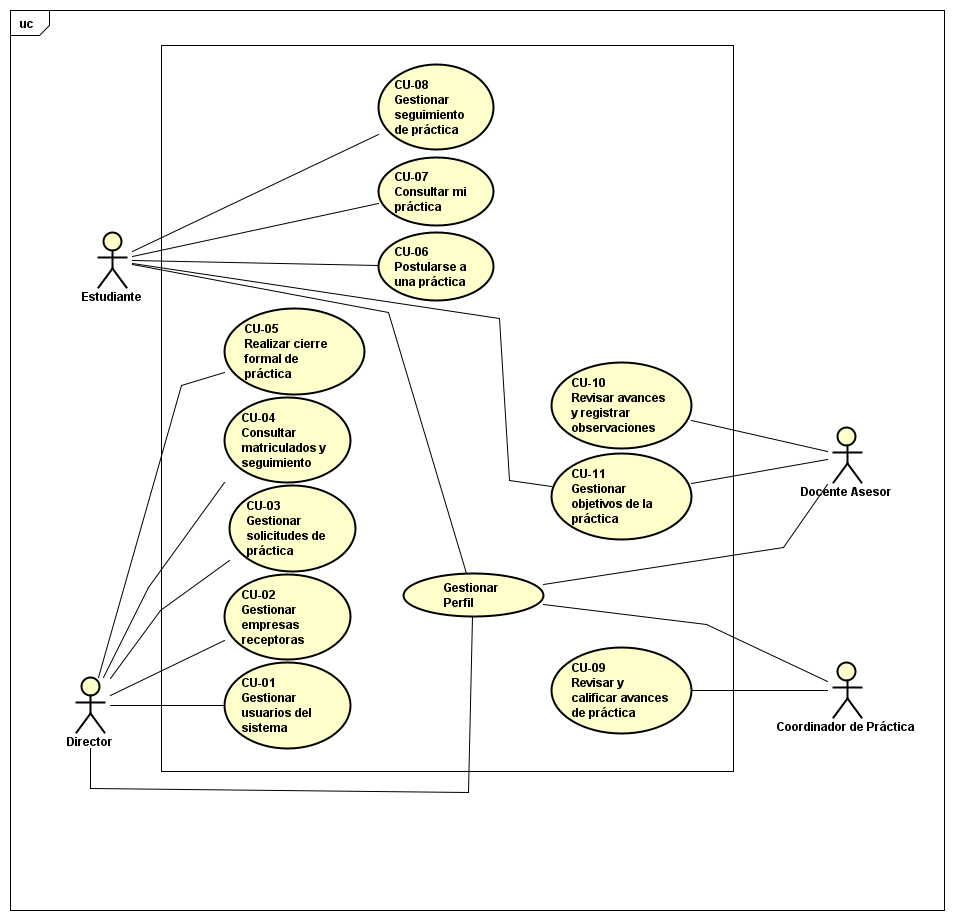 uc
CU-08
Gestionar
seguimiento
de práctica
CU-07
Consultar mi
práctica
CU-06
Postularse a
una práctica
Estudiante
CU-05
Realizar cierre
formal de
práctica
CU-04
Consultar
matriculados y
seguimiento
CU-03
Gestionar
solicitudes de
práctica
CU-02
Gestionar
empresas
receptoras
CU-01
Gestionar
usuarios del
sistema
Director
CU-10
Revisar avances
y registrar
observaciones
CU-11
Gestionar
objetivos de la
práctica
Docente Asesor
Gestionar
Perfil
CU-09
Revisar y
calificar avances
de práctica
Coordinador de Práctica